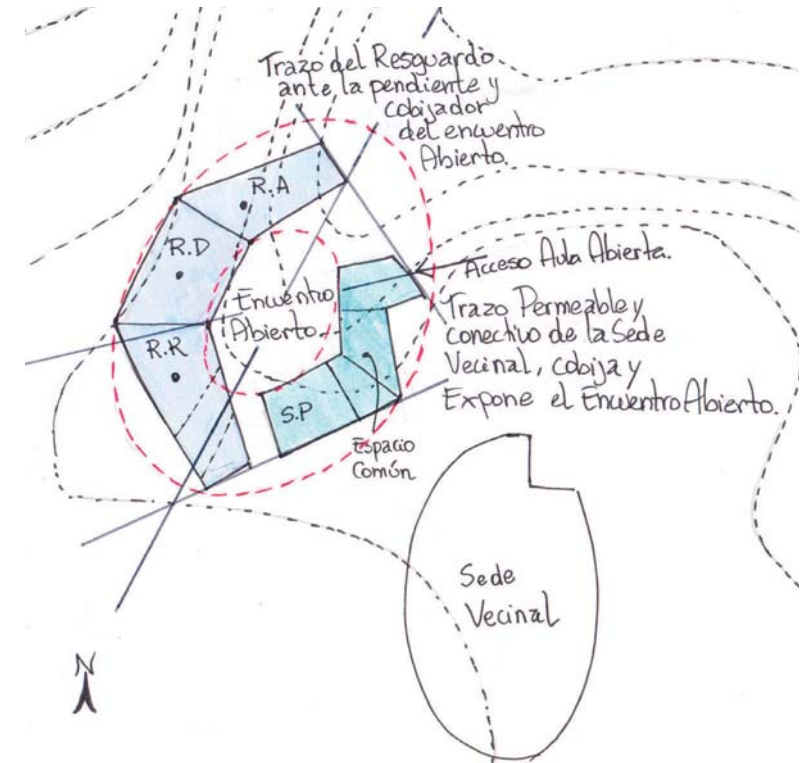 Trazo del Resguardo
ante la pendiente y
cobijador
del encuentro
Abierto.
R.A
R.D
Encuentro
Abierto.
R.R
Acceso Aula Abierta.
Trazo Permeable y
conectivo de la Sede
Vecinal, cobija y
Expone el Encuentro Abierto.
S.P
Espacio
Común
Sede
Vecinal
N